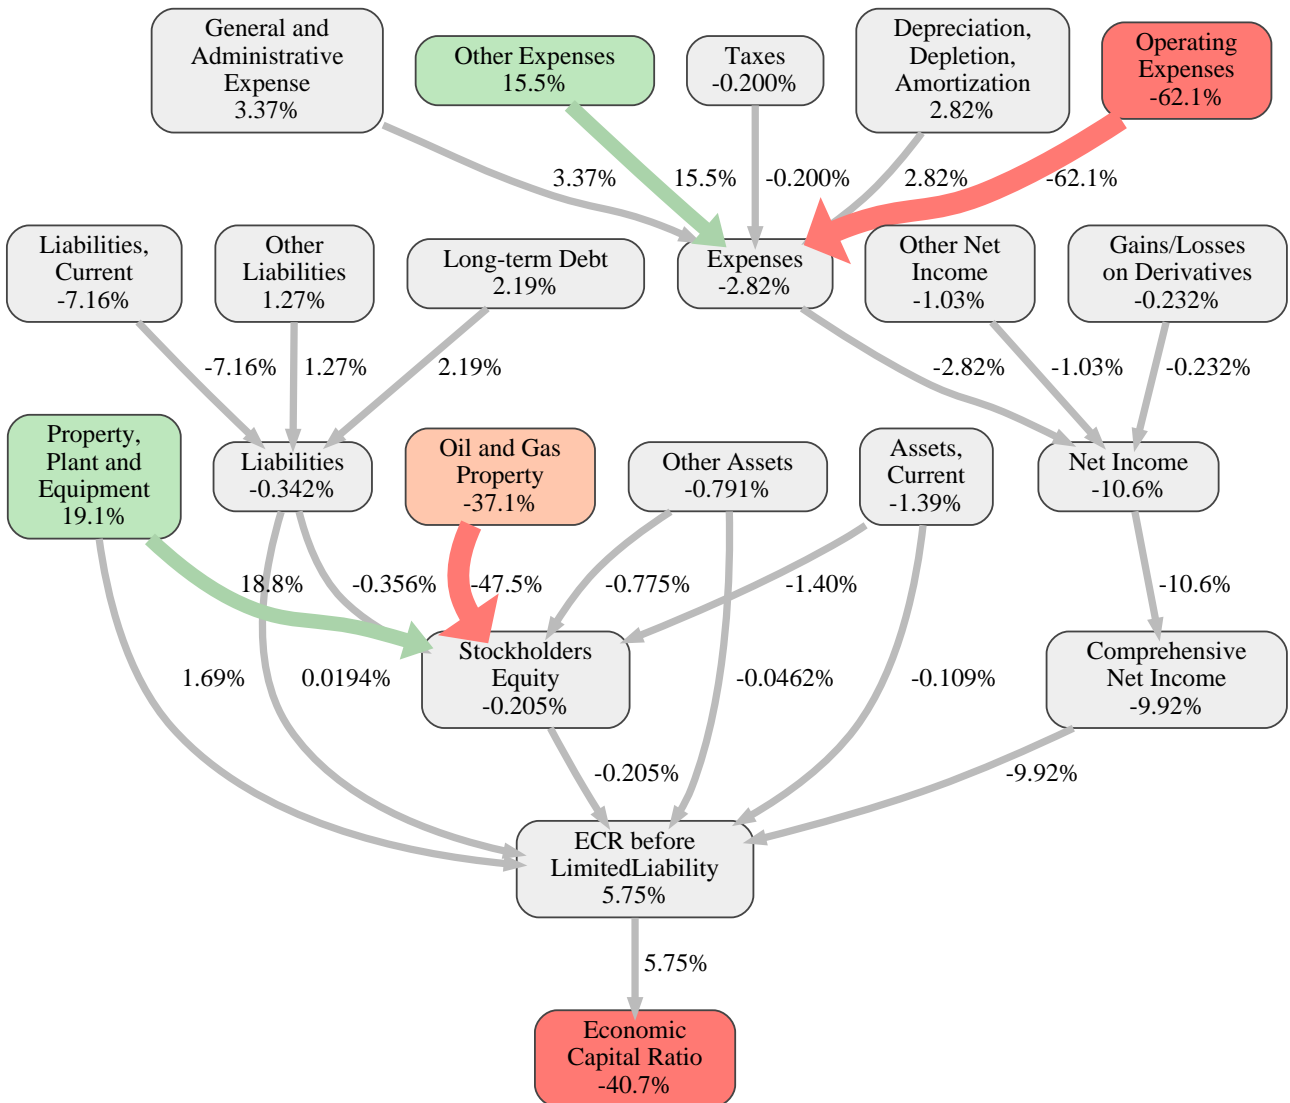 General and
Administrative
Expense
3.37%
Other Expenses
15.5%
Taxes
-0.200%
Depreciation,
Depletion,
Amortization
2.82%
Operating
Expenses
-62.1%
3.37%
15.5%
-0.200%
2.82%
-62.1%
Liabilities,
Current
-7.16%
Other
Liabilities
1.27%
Long-term Debt
2.19%
Expenses
-2.82%
Other Net
Income
-1.03%
Gains/Losses
on Derivatives
-0.232%
-7.16%
1.27%
2.19%
-2.82%
-1.03%
-0.232%
Property,
Plant and
Equipment
19.1%
Liabilities
-0.342%
Oil and Gas
Property
-37.1%
Other Assets
-0.791%
Assets,
Current
-1.39%
Net Income
-10.6%
18.8%
-0.356%
-47.5%
-0.775%
-1.40%
-10.6%
1.69%
0.0194%
Stockholders
Equity
-0.205%
-0.0462%
-0.109%
Comprehensive
Net Income
-9.92%
-0.205%
-9.92%
ECR before
LimitedLiability
5.75%
5.75%
Economic
Capital Ratio
-40.7%